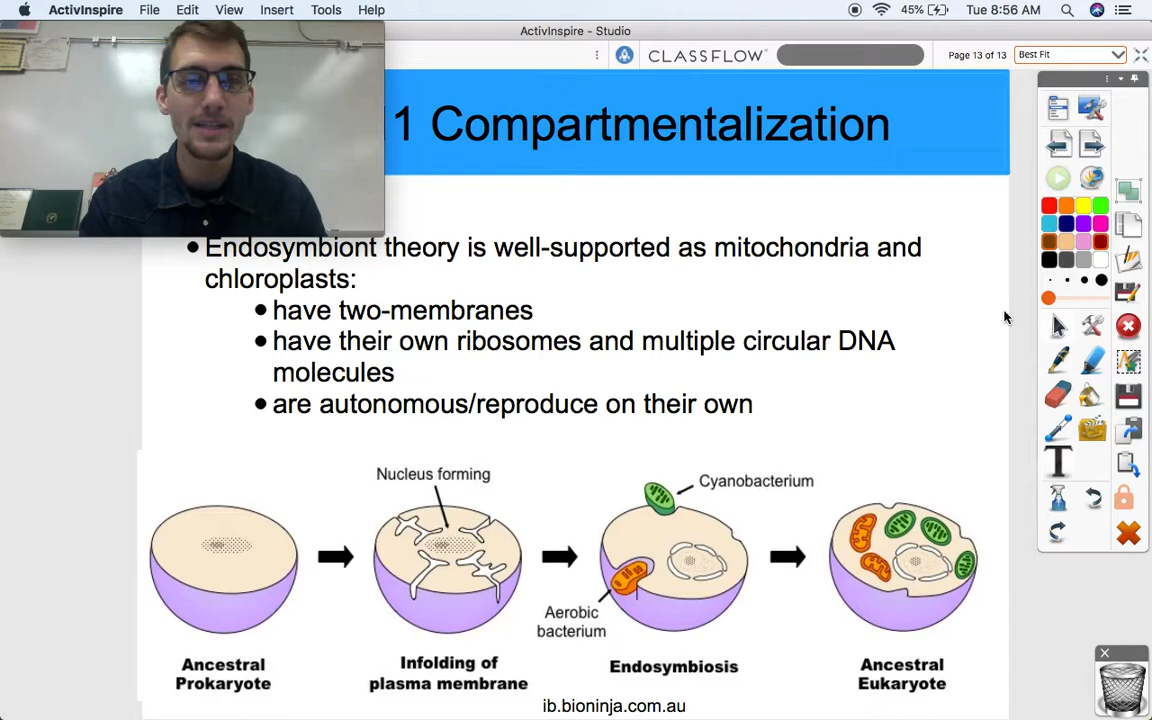 ActivInspire File Edit View Insert Tools Help 45% Tue 8:56 AM
ActivInspire - Studio
CLASSFLOW Page 13 of 13 Best Fit
1 Compartmentalization
• Endosymbiont theory is well-supported as mitochondria and
chloroplasts:
• have two-membranes
• have their own ribosomes and multiple circular DNA
molecules
• are autonomous/reproduce on their own
Nucleus forming
Cyanobacterium
Aerobic
bacterium
Ancestral
Prokaryote
Infolding of
plasma membrane
Endosymbiosis
Ancestral
Eukaryote
ib.bioninja.com.au